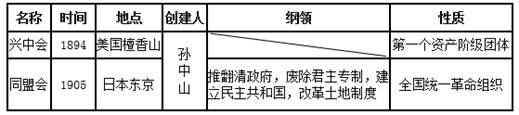 名称 时间 地点 创建人 纲领 性质
兴中会 1894 美国檀香山 孙中山 第一个资产阶级团体
同盟会 1905 日本东京 推翻清政府，废除君主专制，建
立民主共和国，改革土地制度 全国统一革命组织